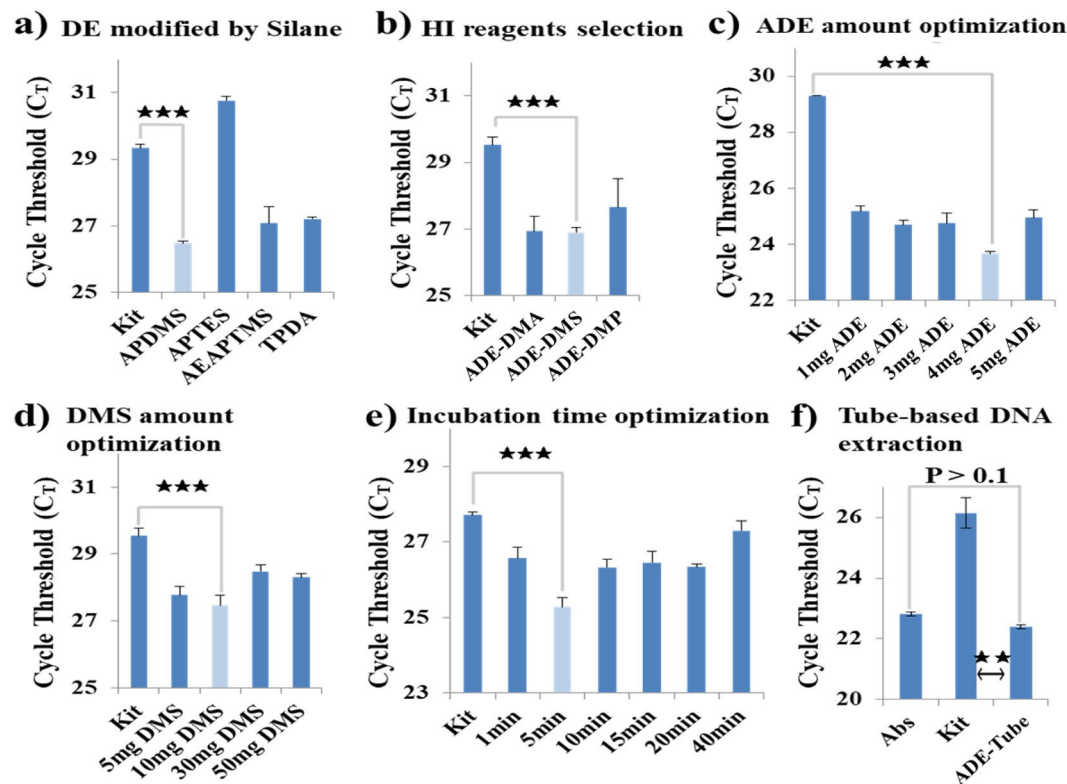 a) DE modified by Silane
Cycle Threshold (CT)
31
29
27
25
★★★
Kit
APDMS
APTES
AEAPTMS
TPDA
b) HI reagents selection
Cycle Threshold (CT)
31
29
27
25
★★★
Kit
ADE-DMA
ADE-DMS
ADE-DMP
c) ADE amount optimization
Cycle Threshold (CT)
30
28
26
24
22
★★★
Kit
1mg ADE
2mg ADE
3mg ADE
4mg ADE
5mg ADE
d) DMS amount
optimization
Cycle Threshold (CT)
31
29
27
25
★★★
Kit
5mg DMS
10mg DMS
30mg DMS
50mg DMS
e) Incubation time optimization
Cycle Threshold (CT)
29
27
25
23
★★★
Kit
1min
5min
10min
15min
20min
40min
f) Tube-based DNA
extraction
P > 0.1
Cycle Threshold (CT)
26
24
22
20
★★
Abs
Kit
ADE-Tube